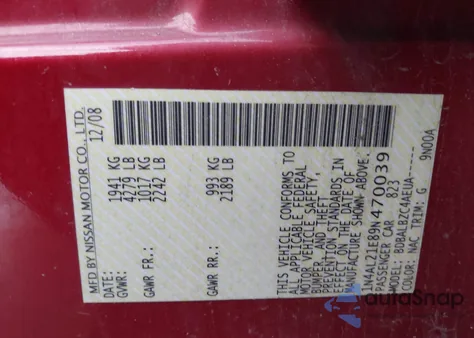 MFD BY NISSAN MOTOR CO., LTD.
DATE: 12/08
GVWR: 1941 KG
4279 LB
GAWR FR.: 1017 KG
2242 LB
GAWR RR.: 993 KG
2189 LB
THIS VEHICLE CONFORMS TO
ALL APPLICABLE FEDERAL
MOTOR VEHICLE SAFETY,
BUMPER, AND THEFT
PREVENTION STANDARDS IN
EFFECT ON THE DATE OF
MANUFACTURE SHOWN ABOVE.
1N4AL21E89N470039
PASSENGER CAR
MODEL:
COLOR: NAC TRIM: G 9N00A
autoSnap